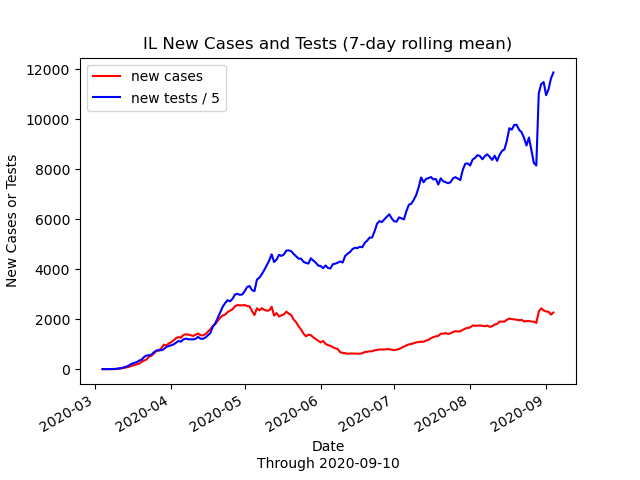 IL New Cases and Tests (7-day rolling mean)
new cases
new tests / 5
12000
10000
8000
6000
4000
2000
0
New Cases or Tests
2020-03
2020-04
2020-05
2020-06
2020-07
2020-08
2020-09
Date
Through 2020-09-10